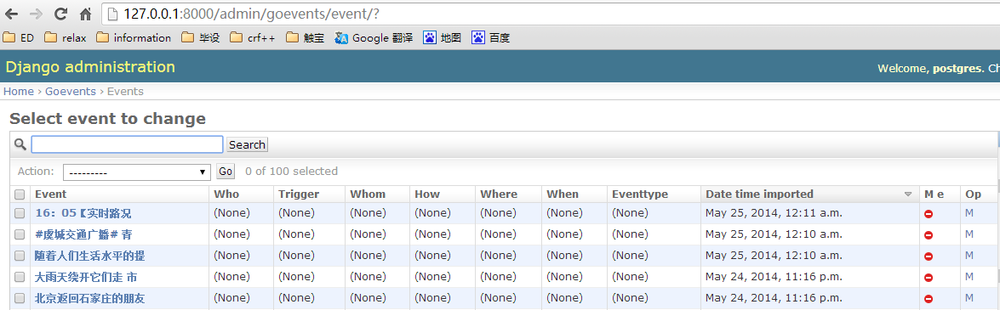 127.0.0.1:8000/admin/goevents/event/?
ED relax information 毕设 crf++ 触宝 Google 翻译 地图 百度
Django administration Welcome, postgres. Ch
Home › Goevents › Events
Select event to change
Search
Action: --------- Go 0 of 100 selected
Event Who Trigger Whom How Where When Eventtype Date time imported M e Op
16：05〖实时路况 (None) (None) (None) (None) (None) (None) (None) May 25, 2014, 12:11 a.m. M
#虞城交通广播# 青 (None) (None) (None) (None) (None) (None) (None) May 25, 2014, 12:10 a.m. M
随着人们生活水平的提 (None) (None) (None) (None) (None) (None) (None) May 25, 2014, 12:10 a.m. M
大雨天绕开它们走 市 (None) (None) (None) (None) (None) (None) (None) May 24, 2014, 11:16 p.m. M
北京返回石家庄的朋友 (None) (None) (None) (None) (None) (None) (None) May 24, 2014, 11:16 p.m. M